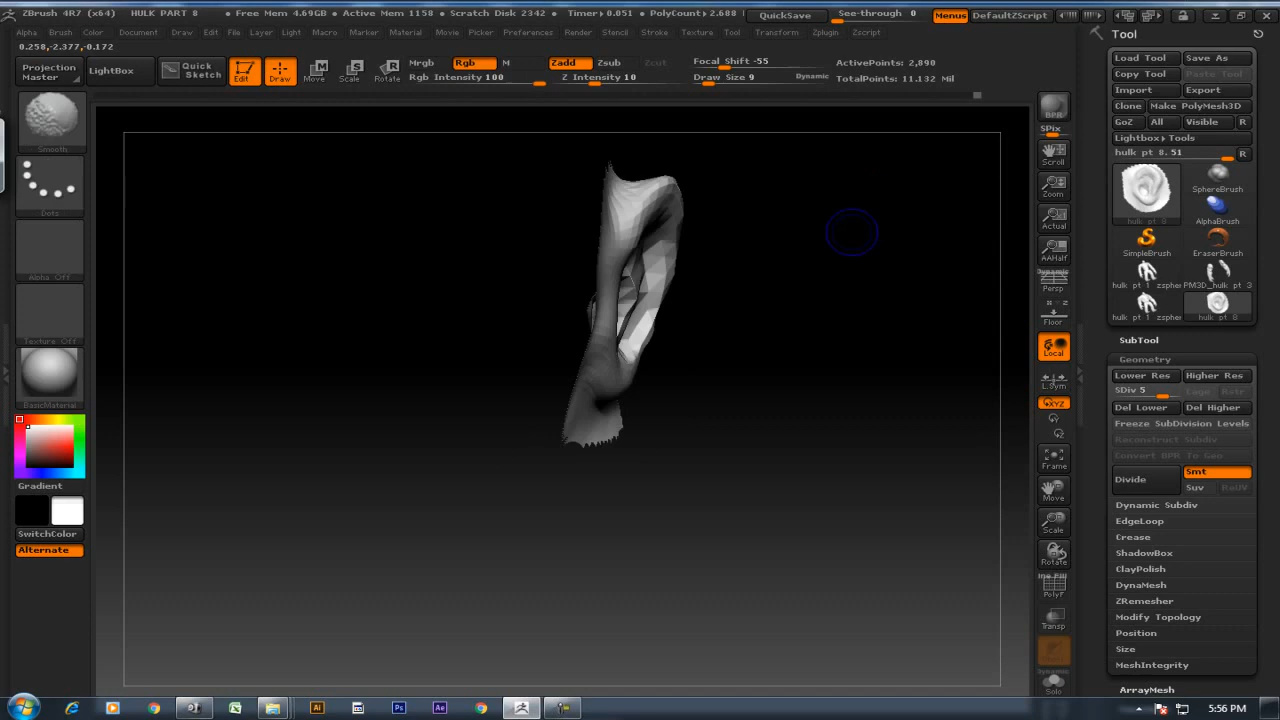 ZBrush 4R7 (x64) HULK PART 8 • Free Mem 4.69GB • Active Mem 1158 • Scratch Disk 2342 • Timer▸0.051 • PolyCount▸2.688 m QuickSave See-through 0 Menus DefaultZScript
Alpha Brush Color Document Draw Edit File Layer Light Macro Marker Material Movie Picker Preferences Render Stencil Stroke Texture Tool Transform Zplugin Zscript
0.258,-2.377,-0.172
Projection Master
LightBox
Quick Sketch
Edit
Draw
Move
Scale
Rotate
Mrgb Rgb M
Rgb Intensity 100
Zadd Zsub Zcut
Z Intensity 10
Focal Shift -55
Draw Size 9
Dynamic
ActivePoints: 2,890
TotalPoints: 11.132 Mil
Smooth
Dots
Alpha Off
Texture Off
BasicMaterial
Gradient
SwitchColor
Alternate
BPR
SPix
Scroll
Zoom
Actual
AAHalf
Dynamic
Persp
Floor
Local
L.Sym
XYZ
Frame
Move
Scale
Rotate
Line Fill
PolyF
Transp
Dynamic
Solo
Tool
Load Tool Save As
Copy Tool Paste Tool
Import Export
Clone Make PolyMesh3D
GoZ All Visible R
Lightbox▸Tools
hulk pt 8. 51 R
hulk pt 8
SphereBrush
AlphaBrush
SimpleBrush EraserBrush
hulk pt 1 zspher PM3D_hulk pt 3
hulk pt 1 zspher hulk pt 8
SubTool
Geometry
Lower Res Higher Res
SDiv 5
Del Lower Del Higher
Freeze SubDivision Levels
Reconstruct Subdiv
Convert BPR To Geo
Divide
Smt
Suv ReUV
Dynamic Subdiv
EdgeLoop
Crease
ShadowBox
ClayPolish
DynaMesh
ZRemesher
Modify Topology
Position
Size
MeshIntegrity
ArrayMesh
5:56 PM